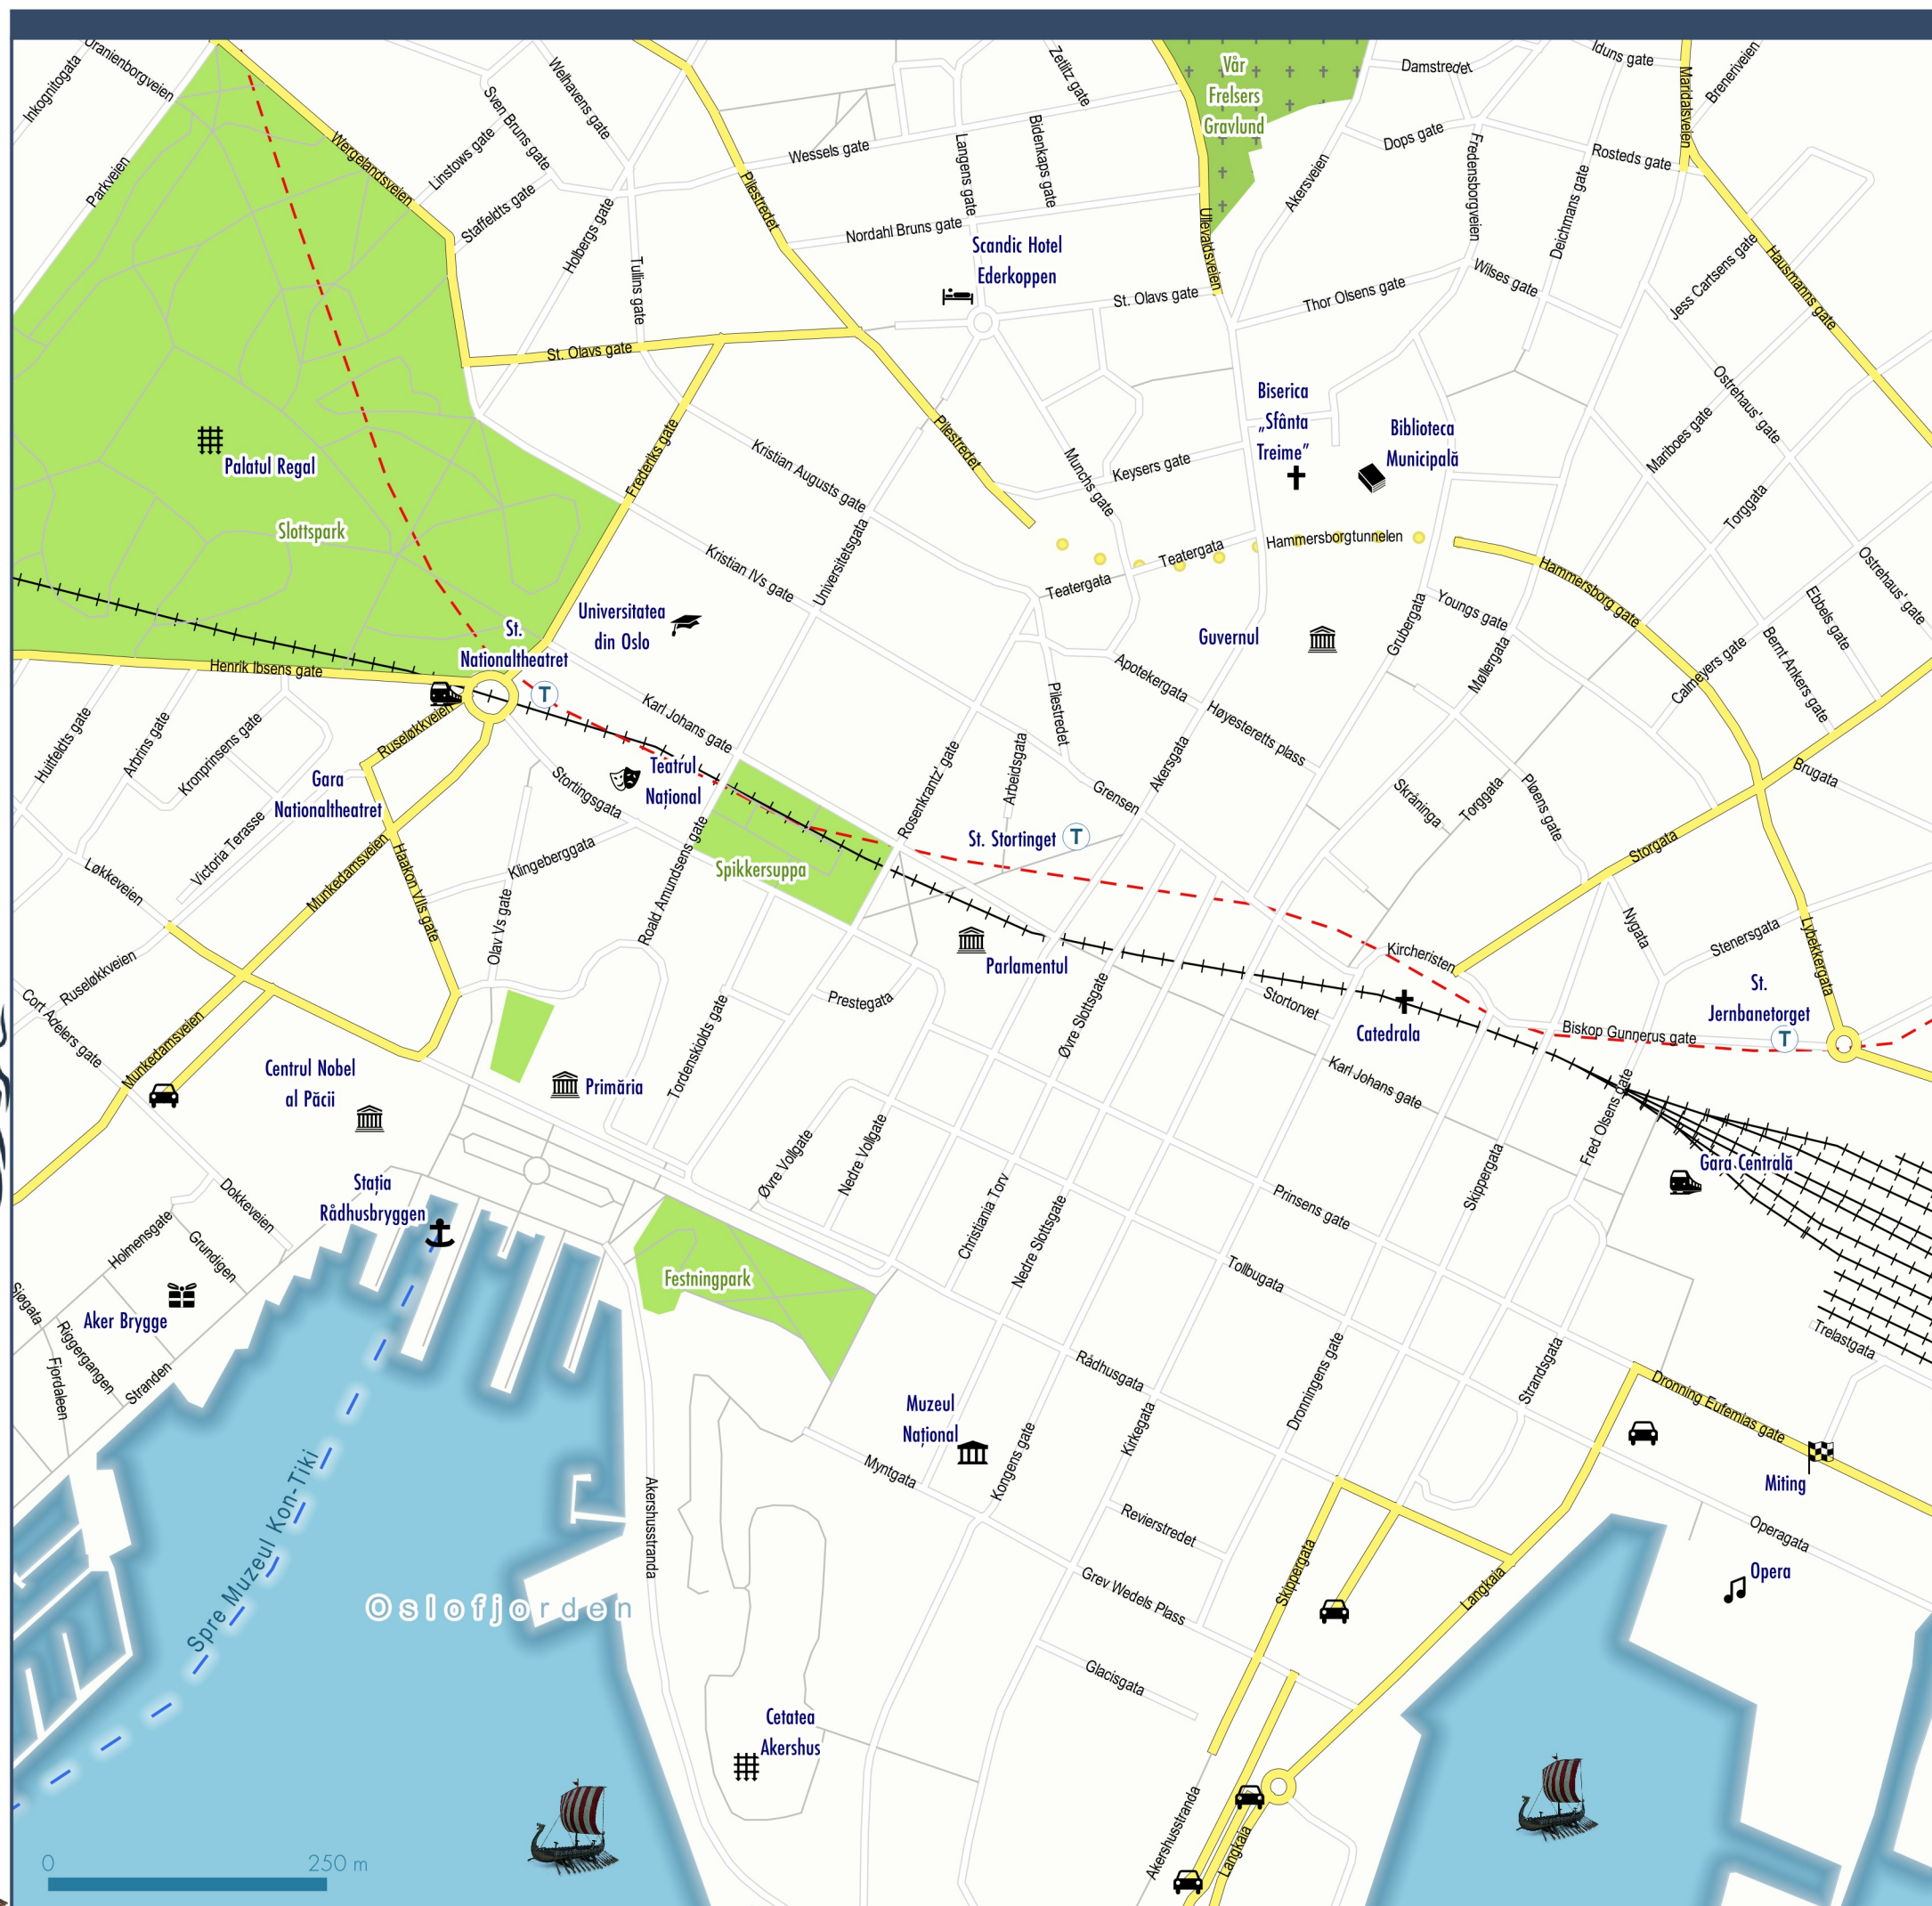 Uranienborgveien
Inkognitogata
Parkveien
Wergelandsveien
Sven Bruns gate
Welhavens gate
Linstows gate
Staffeldts gate
Holbergs gate
Tullins gate
Pilestredet
Wessels gate
Zetlitz gate
Langens gate
Bidenkaps gate
Nordahl Bruns gate
Scandic Hotel
Ederkoppen
St. Olavs gate
Vår
Frelsers
Gravlund
Ullevaldsveien
Akersveien
Damstredet
Dops gate
Fredensborgveien
Iduns gate
Maridalsveien
Breneriveien
Rosteds gate
Deichmans gate
Wilses gate
Thor Olsens gate
Jess Cartsens gate
Hausmanns gate
St. Olavs gate
Palatul Regal
Slottspark
Frederiks gate
Kristian Augusts gate
Pilestredet
Munchs gate
Keysers gate
Biserica
„Sfânta
Treime”
Biblioteca
Municipală
Ostrehaus' gate
Mariboes gate
Torggata
Ostrehaus' gate
Kristian IVs gate
Universitetsgata
Teatergata
Teatergata
Hammersborgtunnelen
Hammersborg gate
Universitatea
din Oslo
St.
Nationaltheatret
T
Henrik Ibsens gate
Guvernul
Grubergata
Youngs gate
Møllergata
Ebbels gate
Bernt Ankers gate
Calmeyers gate
Apotekergata
Høyesteretts plass
Karl Johans gate
Pilestredet
Huitfeldts gate
Arbins gate
Kronprinsens gate
Ruseløkkveien
Gara
Nationaltheatret
Stortingsgata
Teatrul
Național
Rosenkrantz' gate
Arbeidsgata
Grensen
Akersgata
Skråninga
Torggata
Pløens gate
Brugata
St. Stortinget
T
Storgata
Victoria Terasse
Løkkeveien
Munkedamsveien
Haakon VIIs gate
Klingeberggata
Spikkersuppa
Roald Amundsens gate
Olav Vs gate
Parlamentul
Kircheristen
Nygata
Stenersgata
Lybekkergata
Ruseløkkveien
Cort Adelers gate
Munkedamsveien
Prestegata
Tordenskiolds gate
Øvre Slottsgate
Stortorvet
Catedrala
St.
Jernbanetorget
T
Biskop Gunnerus gate
Karl Johans gate
Fred Olsens gate
Centrul Nobel
al Păcii
Primăria
Gara Centrală
Øvre Vollgate
Nedre Vollgate
Skippergata
Stația
Rådhusbryggen
Dokkeveien
Holmensgate
Grundigen
Christiania Torv
Nedre Slottsgate
Prinsens gate
Tollbugata
Festningpark
Aker Brygge
Riggergangen
Fjordaleen
Stranden
Trelastgata
Rådhusgata
Dronningens gate
Strandsgata
Dronning Eufemias gate
Muzeul
Național
Kirkegata
Kongens gate
Myntgata
Miting
Akershusstranda
Revierstredet
Operagata
Opera
Skippergata
Langkaia
Grev Wedels Plass
Glacisgata
Spre Muzeul Kon-Tiki
Oslofjorden
Cetatea
Akershus
Akershusstranda
Langkaia
0 250 m